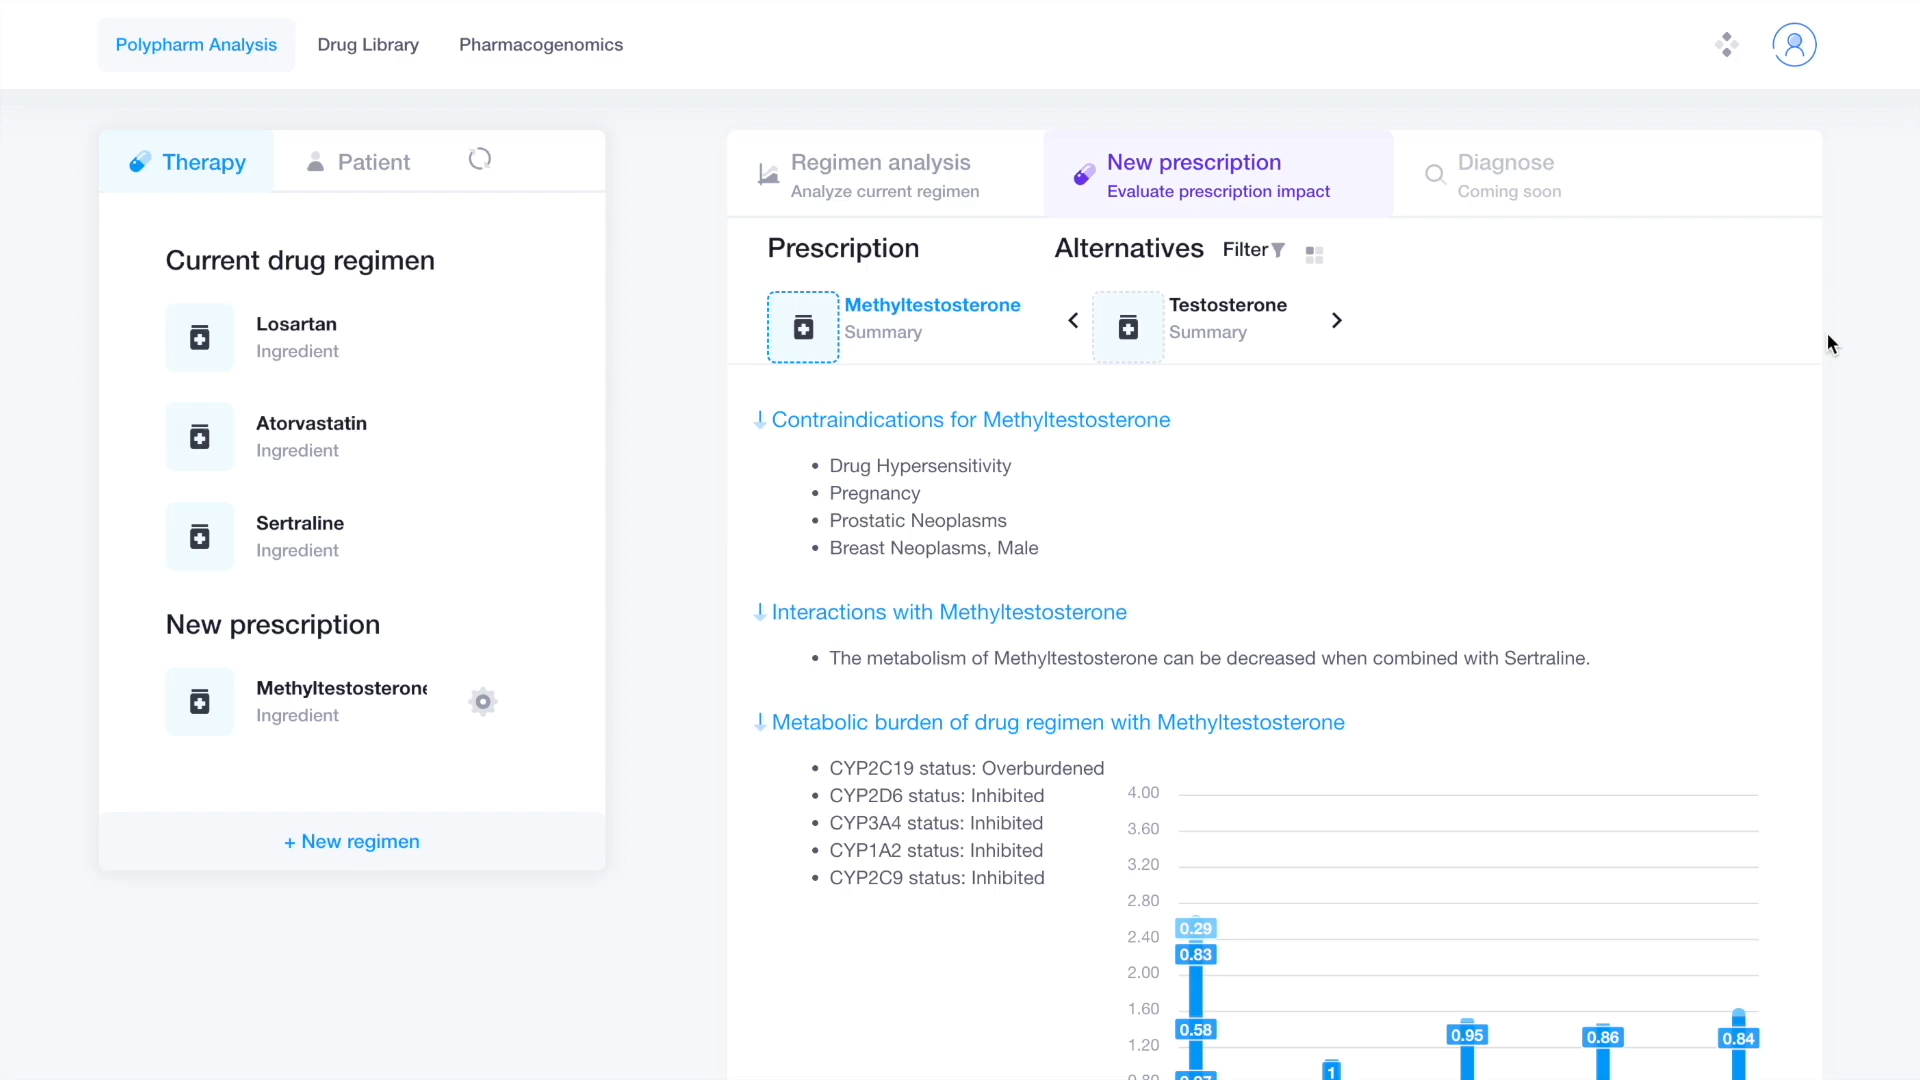 Polypharm Analysis
Drug Library
Pharmacogenomics
Therapy
Patient
Current drug regimen
Losartan
Ingredient
Atorvastatin
Ingredient
Sertraline
Ingredient
New prescription
Methyltestosterone
Ingredient
+ New regimen
Regimen analysis
Analyze current regimen
New prescription
Evaluate prescription impact
Diagnose
Coming soon
Prescription
Alternatives
Filter
Methyltestosterone
Summary
Testosterone
Summary
Contraindications for Methyltestosterone
• Drug Hypersensitivity
• Pregnancy
• Prostatic Neoplasms
• Breast Neoplasms, Male
Interactions with Methyltestosterone
• The metabolism of Methyltestosterone can be decreased when combined with Sertraline.
Metabolic burden of drug regimen with Methyltestosterone
• CYP2C19 status: Overburdened
• CYP2D6 status: Inhibited
• CYP3A4 status: Inhibited
• CYP1A2 status: Inhibited
• CYP2C9 status: Inhibited
4.00
3.60
3.20
2.80
2.40
2.00
1.60
1.20
0.29
0.83
0.58
1
0.95
0.86
0.84